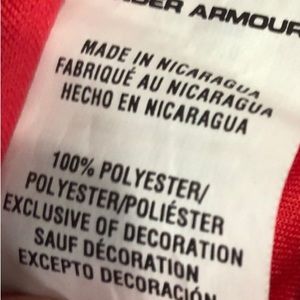 UNDER ARMOUR
MADE IN NICARAGUA
FABRIQUÉ AU NICARAGUA
HECHO EN NICARAGUA
100% POLYESTER/
POLYESTER/POLIÉSTER
EXCLUSIVE OF DECORATION
SAUF DÉCORATION
EXCEPTO DECORACIÓN